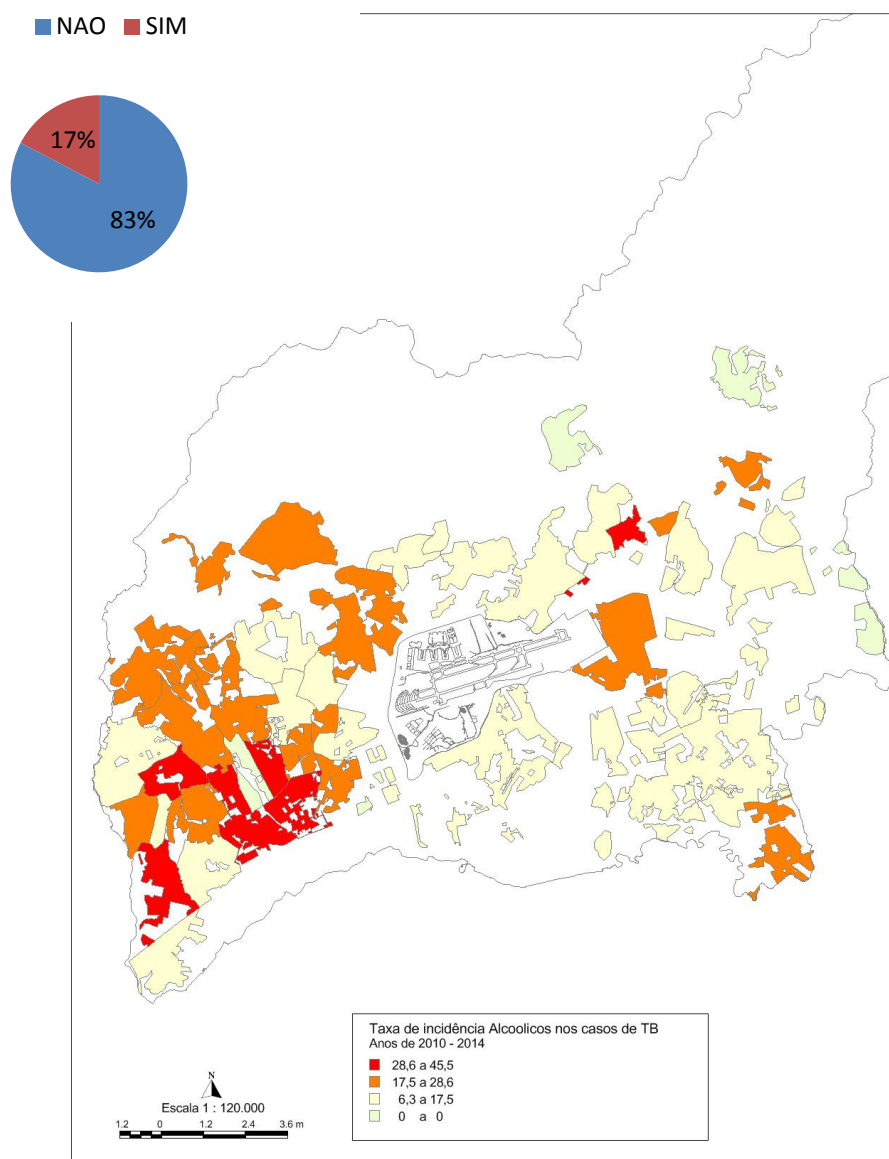 NAO SIM
17%
83%
Taxa de incidência Alcoolicos nos casos de TB
Anos de 2010 - 2014
28,6 a 45,5
17,5 a 28,6
6,3 a 17,5
0 a 0
N
Escala 1 : 120.000
1.2 0 1.2 2.4 3.6 m